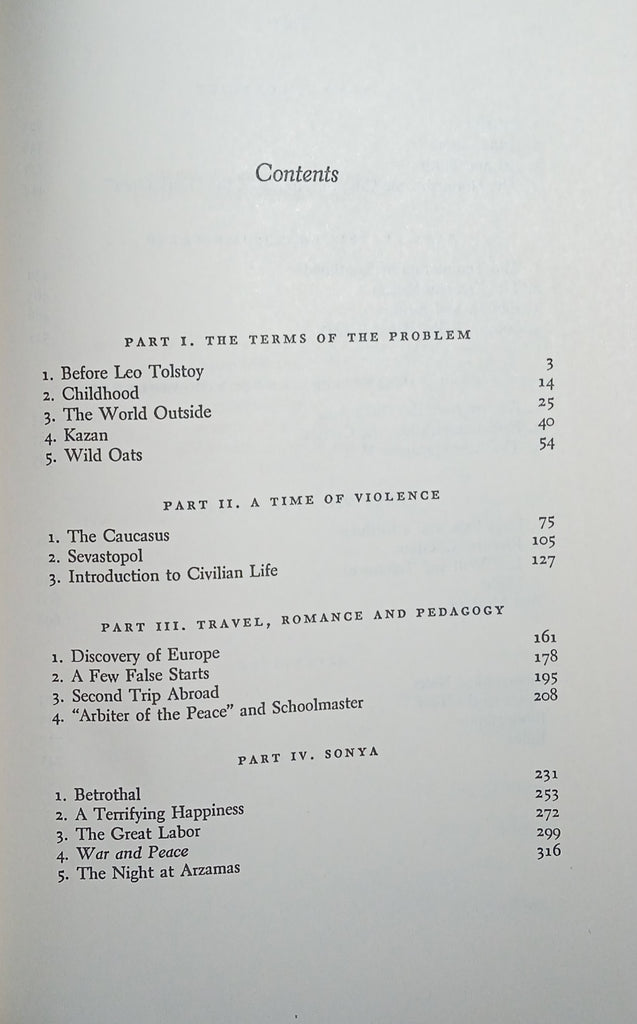 Contents
PART I. THE TERMS OF THE PROBLEM
1. Before Leo Tolstoy 3
2. Childhood 14
3. The World Outside 25
4. Kazan 40
5. Wild Oats 54
PART II. A TIME OF VIOLENCE
1. The Caucasus 75
2. Sevastopol 105
3. Introduction to Civilian Life 127
PART III. TRAVEL, ROMANCE AND PEDAGOGY
1. Discovery of Europe 161
2. A Few False Starts 178
3. Second Trip Abroad 195
4. “Arbiter of the Peace” and Schoolmaster 208
PART IV. SONYA
1. Betrothal 231
2. A Terrifying Happiness 253
3. The Great Labor 272
4. War and Peace 299
5. The Night at Arzamas 316